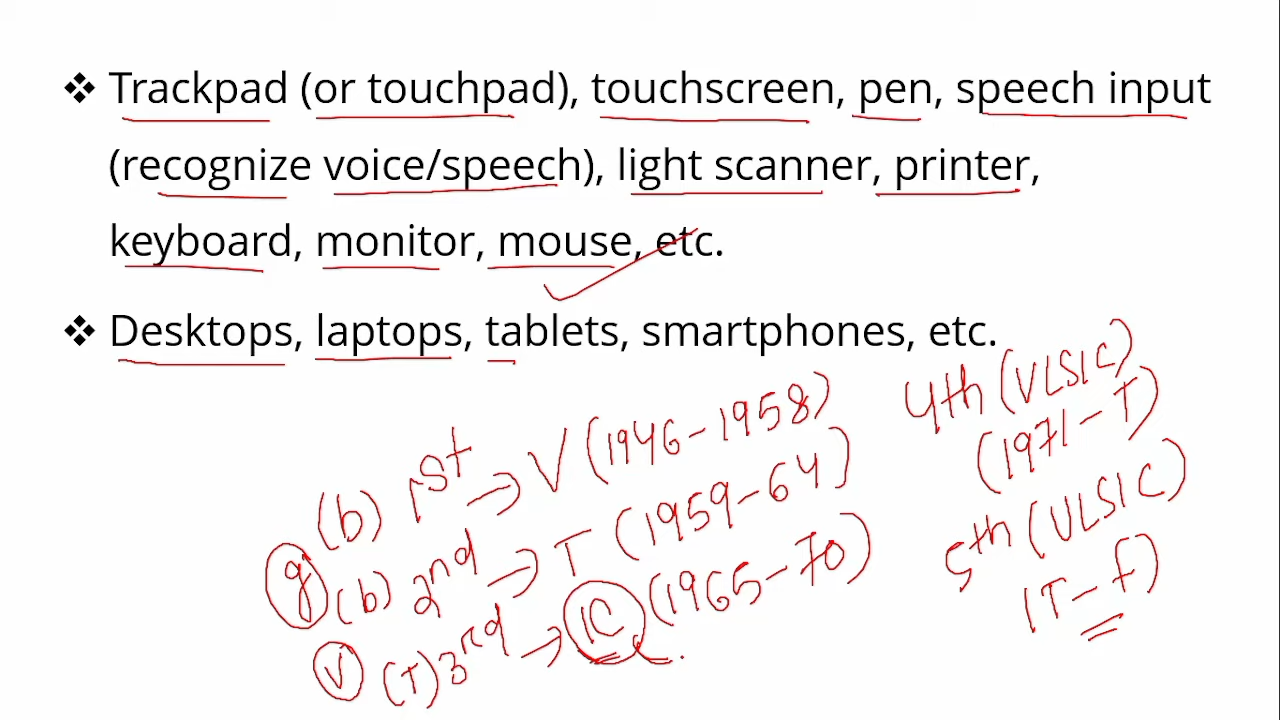 ❖ Trackpad (or touchpad), touchscreen, pen, speech input
(recognize voice/speech), light scanner, printer,
keyboard, monitor, mouse, etc.
❖ Desktops, laptops, tablets, smartphones, etc.
(b) 1st → V (1946-1958)
g (b) 2nd → T (1959-64)
V (T) 3rd → IC (1965-70)
4th (VLSIC)
(1971-T)
5th (ULSIC)
(T-f)